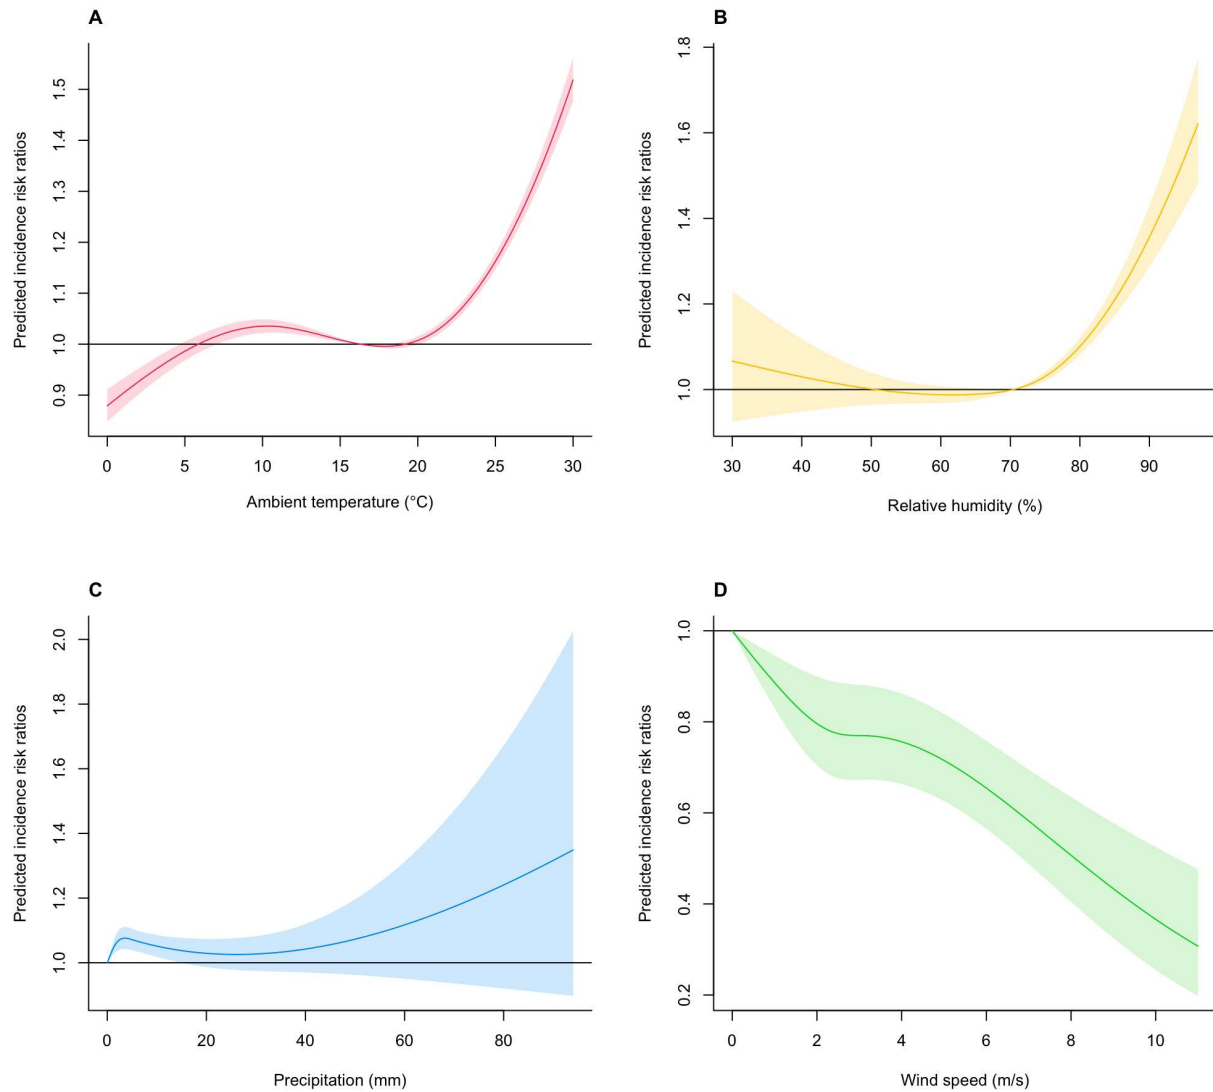 A
Predicted incidence risk ratios
1.5
1.4
1.3
1.2
1.1
1.0
0.9
0 5 10 15 20 25 30
Ambient temperature (°C)
B
Predicted incidence risk ratios
1.8
1.6
1.4
1.2
1.0
30 40 50 60 70 80 90
Relative humidity (%)
C
Predicted incidence risk ratios
2.0
1.8
1.6
1.4
1.2
1.0
0 20 40 60 80
Precipitation (mm)
D
Predicted incidence risk ratios
1.0
0.8
0.6
0.4
0.2
0 2 4 6 8 10
Wind speed (m/s)